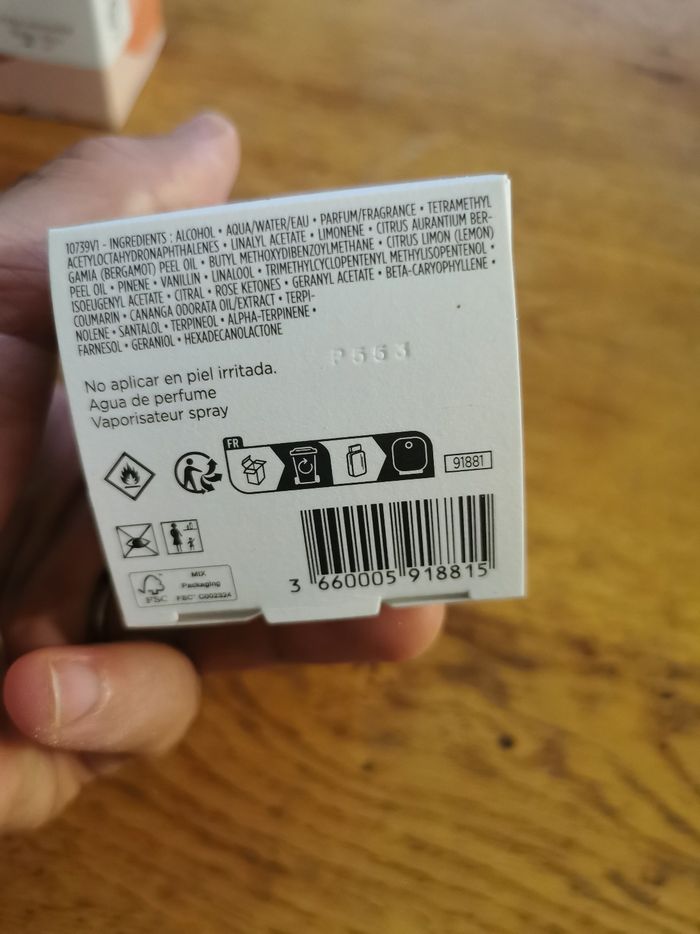 10739V1 - INGREDIENTS : ALCOHOL • AQUA/WATER/EAU • PARFUM/FRAGRANCE • TETRAMETHYL
ACETYLOCTAHYDRONAPHTHALENES • LINALYL ACETATE • LIMONENE • CITRUS AURANTIUM BER-
GAMIA (BERGAMOT) PEEL OIL • BUTYL METHOXYDIBENZOYLMETHANE • CITRUS LIMON (LEMON)
PEEL OIL • PINENE • VANILLIN • LINALOOL • TRIMETHYLCYCLOPENTENYL METHYLISOPENTENOL •
ISOEUGENYL ACETATE • CITRAL • ROSE KETONES • GERANYL ACETATE • BETA-CARYOPHYLLENE •
COUMARIN • CANANGA ODORATA OIL/EXTRACT • TERPI-
NOLENE • SANTALOL • TERPINEOL • ALPHA-TERPINENE •
FARNESOL • GERANIOL • HEXADECANOLACTONE
P553
No aplicar en piel irritada.
Agua de perfume
Vaporisateur spray
FR
91881
MIX
Packaging
FSC
FSC® C002324
3 660005 918815